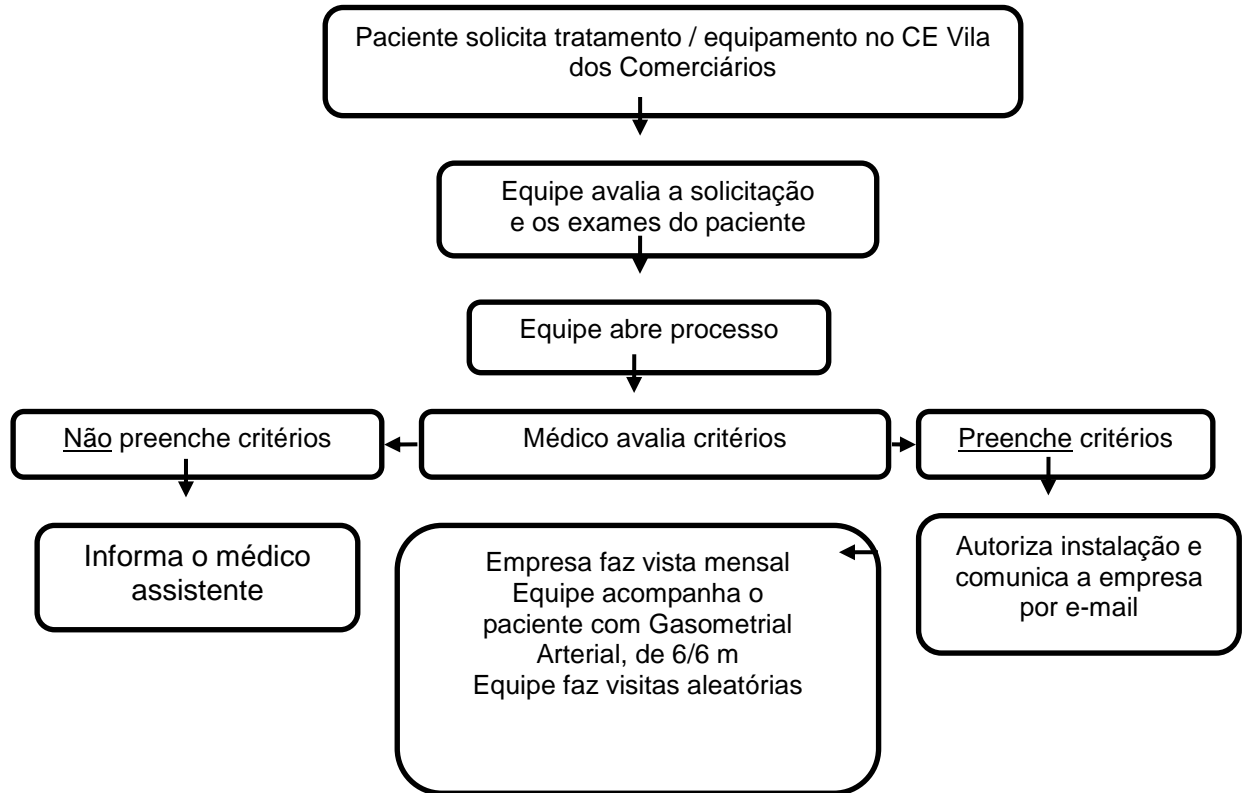 Paciente solicita tratamento / equipamento no CE Vila
dos Comerciários
Equipe avalia a solicitação
e os exames do paciente
Equipe abre processo
Não preenche critérios
Médico avalia critérios
Preenche critérios
Informa o médico
assistente
Empresa faz vista mensal
Equipe acompanha o
paciente com Gasometrial
Arterial, de 6/6 m
Equipe faz visitas aleatórias
Autoriza instalação e
comunica a empresa
por e-mail